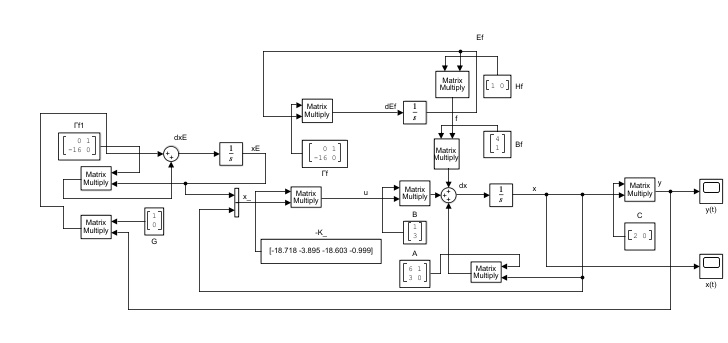 Ef
Matrix
Multiply
[1 0]
Hf
Matrix
Multiply
dEf
1
s
f
Γf1
0 1
-16 0
dxE
xE
1
s
Matrix
Multiply
0 1
-16 0
Γf
Matrix
Multiply
4
1
Bf
Matrix
Multiply
x_
Matrix
Multiply
u
Matrix
Multiply
dx
1
s
x
Matrix
Multiply
y
y(t)
Matrix
Multiply
1
0
G
-K_
[-18.718 -3.895 -18.603 -0.999]
B
1
3
C
[2 0]
A
6 1
3 0
Matrix
Multiply
x(t)